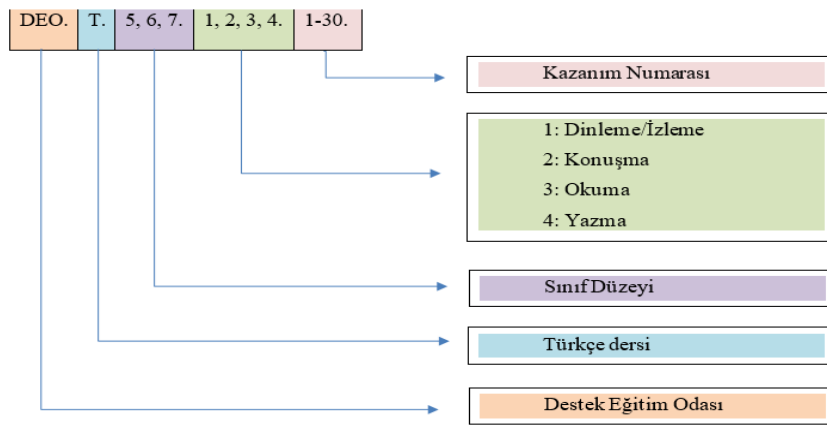 DEO. T. 5, 6, 7. 1, 2, 3, 4. 1-30.
Kazanım Numarası
1: Dinleme/İzleme
2: Konuşma
3: Okuma
4: Yazma
Sınıf Düzeyi
Türkçe dersi
Destek Eğitim Odası